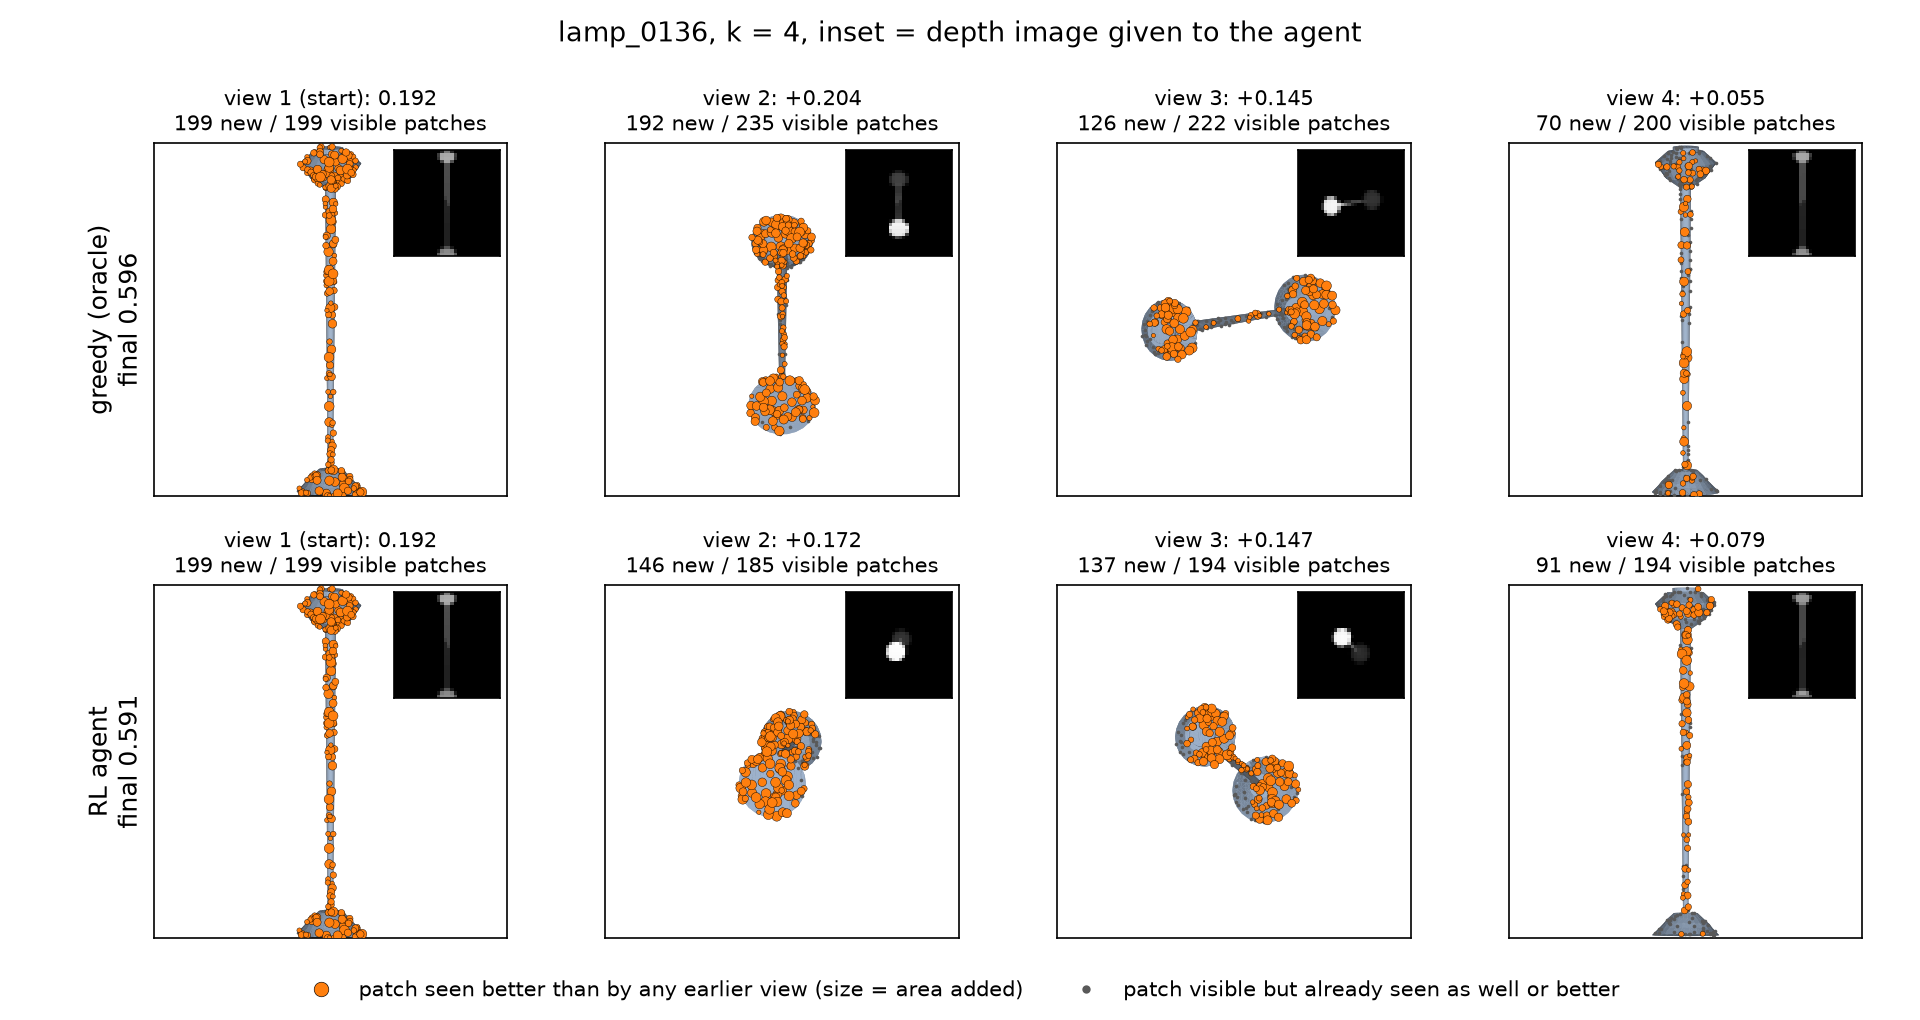 lamp_0136, k = 4, inset = depth image given to the agent
view 1 (start): 0.192
199 new / 199 visible patches
view 2: +0.204
192 new / 235 visible patches
view 3: +0.145
126 new / 222 visible patches
view 4: +0.055
70 new / 200 visible patches
greedy (oracle)
final 0.596
view 1 (start): 0.192
199 new / 199 visible patches
view 2: +0.172
146 new / 185 visible patches
view 3: +0.147
137 new / 194 visible patches
view 4: +0.079
91 new / 194 visible patches
RL agent
final 0.591
patch seen better than by any earlier view (size = area added)
patch visible but already seen as well or better